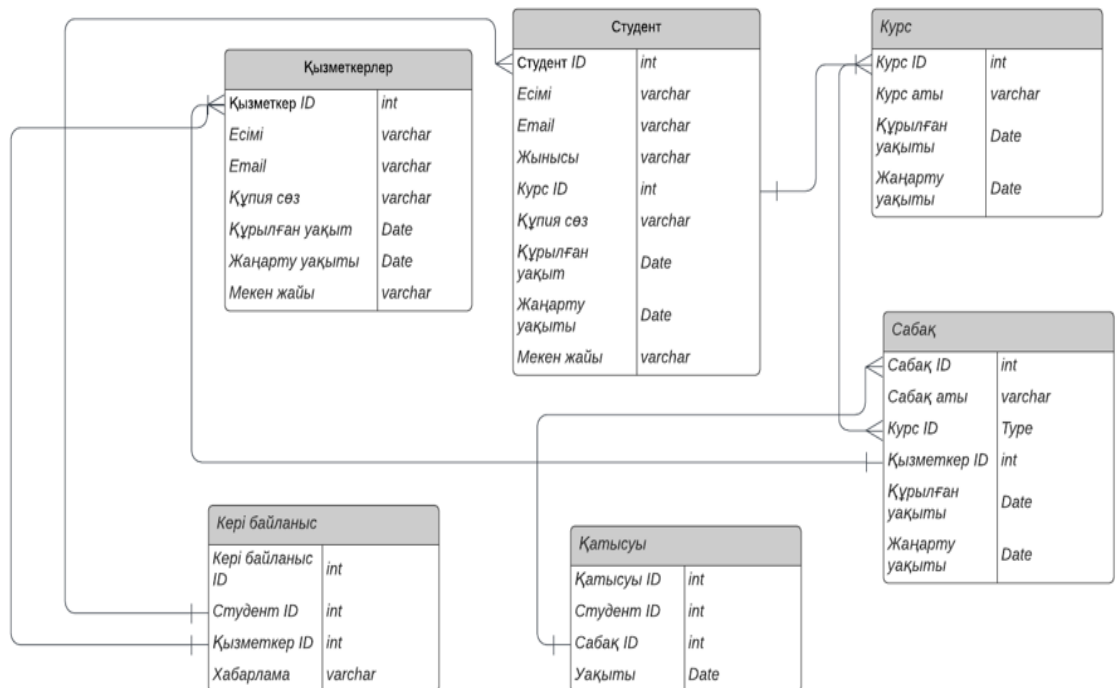 Қызметкерлер
Қызметкер ID int
Есімі varchar
Email varchar
Құпия сөз varchar
Құрылған уақыт Date
Жаңарту уақыты Date
Мекен жайы varchar
Студент
Студент ID int
Есімі varchar
Email varchar
Жынысы varchar
Курс ID int
Құпия сөз varchar
Құрылған
уақыт Date
Жаңарту
уақыты Date
Мекен жайы varchar
Курс
Курс ID int
Курс аты varchar
Құрылған
уақыты Date
Жаңарту
уақыты Date
Сабақ
Сабақ ID int
Сабақ аты varchar
Курс ID Type
Қызметкер ID int
Құрылған
уақыты Date
Жаңарту
уақыты Date
Кері байланыс
Кері байланыс
ID int
Студент ID int
Қызметкер ID int
Хабарлама varchar
Қатысуы
Қатысуы ID int
Студент ID int
Сабақ ID int
Уақыты Date